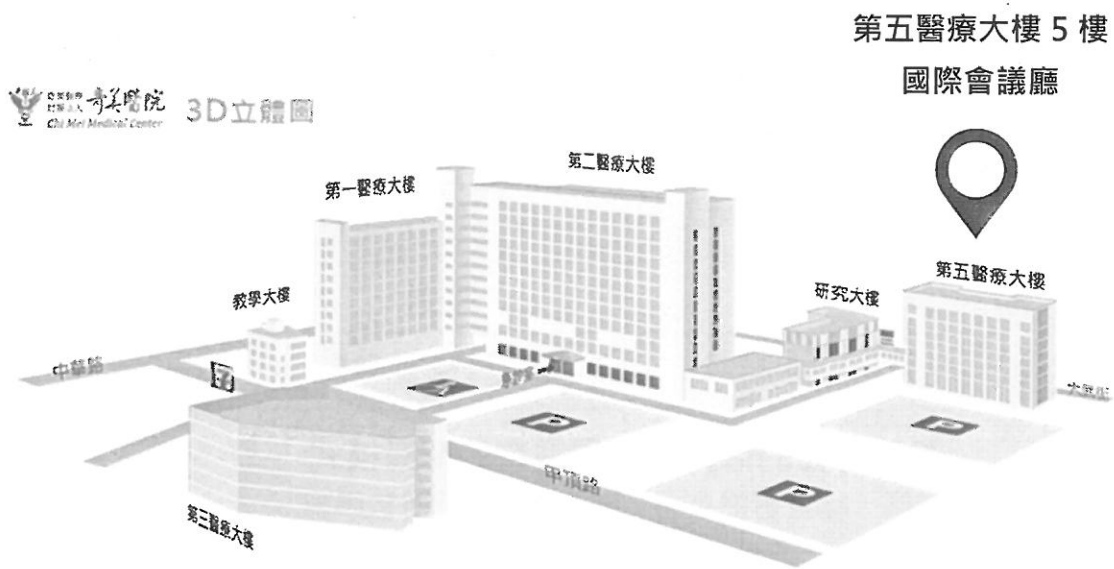 第五醫療大樓 5 樓
國際會議廳
奇美醫院
Chi Mei Medical Center
3D立體圖
第一醫療大樓
第二醫療大樓
教學大樓
研究大樓
第五醫療大樓
中華路
甲頂路
第三醫療大樓
P
P
P